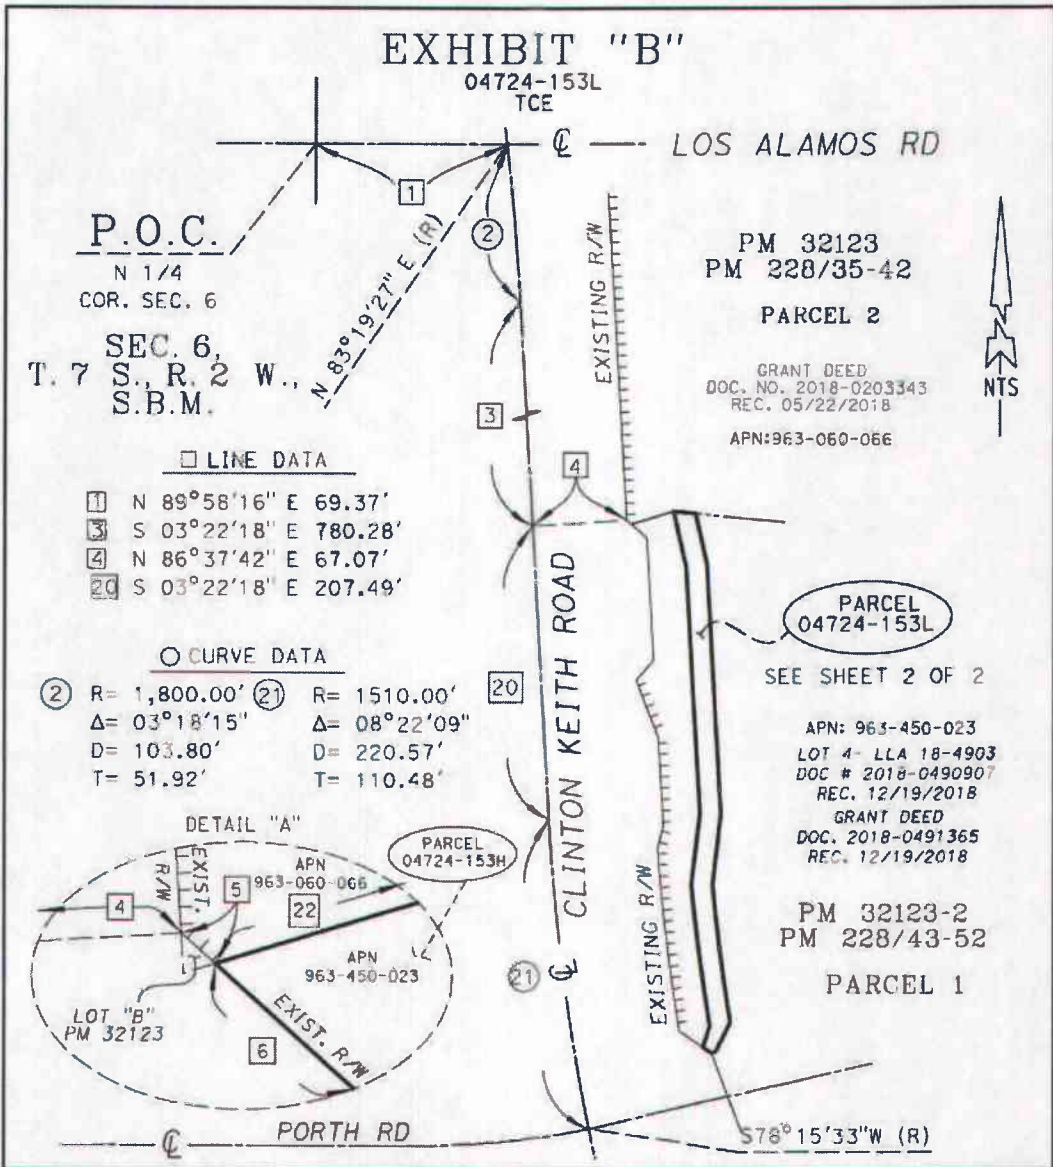 EXHIBIT "B"
04724-153L
TCE
℄ LOS ALAMOS RD
1
2
P.O.C.
N 1/4
COR. SEC. 6
SEC. 6,
T. 7 S., R. 2 W.,
S.B.M.
N 83°19'27" E (R)
EXISTING R/W
PM 32123
PM 228/35-42
PARCEL 2
GRANT DEED
DOC. NO. 2018-0203343
REC. 05/22/2018
APN:963-060-066
NTS
3
4
□ LINE DATA
1 N 89°58'16" E 69.37'
3 S 03°22'18" E 780.28'
4 N 86°37'42" E 67.07'
20 S 03°22'18" E 207.49'
○ CURVE DATA
2 R= 1,800.00' 21 R= 1510.00'
Δ= 03°18'15" Δ= 08°22'09"
D= 103.80' D= 220.57'
T= 51.92' T= 110.48'
20
℄ CLINTON KEITH ROAD
21
EXISTING R/W
PARCEL
04724-153L
SEE SHEET 2 OF 2
APN: 963-450-023
LOT 4- LLA 18-4903
DOC # 2018-0490907
REC. 12/19/2018
GRANT DEED
DOC. 2018-0491365
REC. 12/19/2018
PM 32123-2
PM 228/43-52
PARCEL 1
DETAIL "A"
PARCEL
04724-153H
EXIST.
R/W
APN
963-060-066
4
5
22
APN
963-450-023
LOT "B"
PM 32123
EXIST. R/W
6
℄ PORTH RD
S78°15'33"W (R)